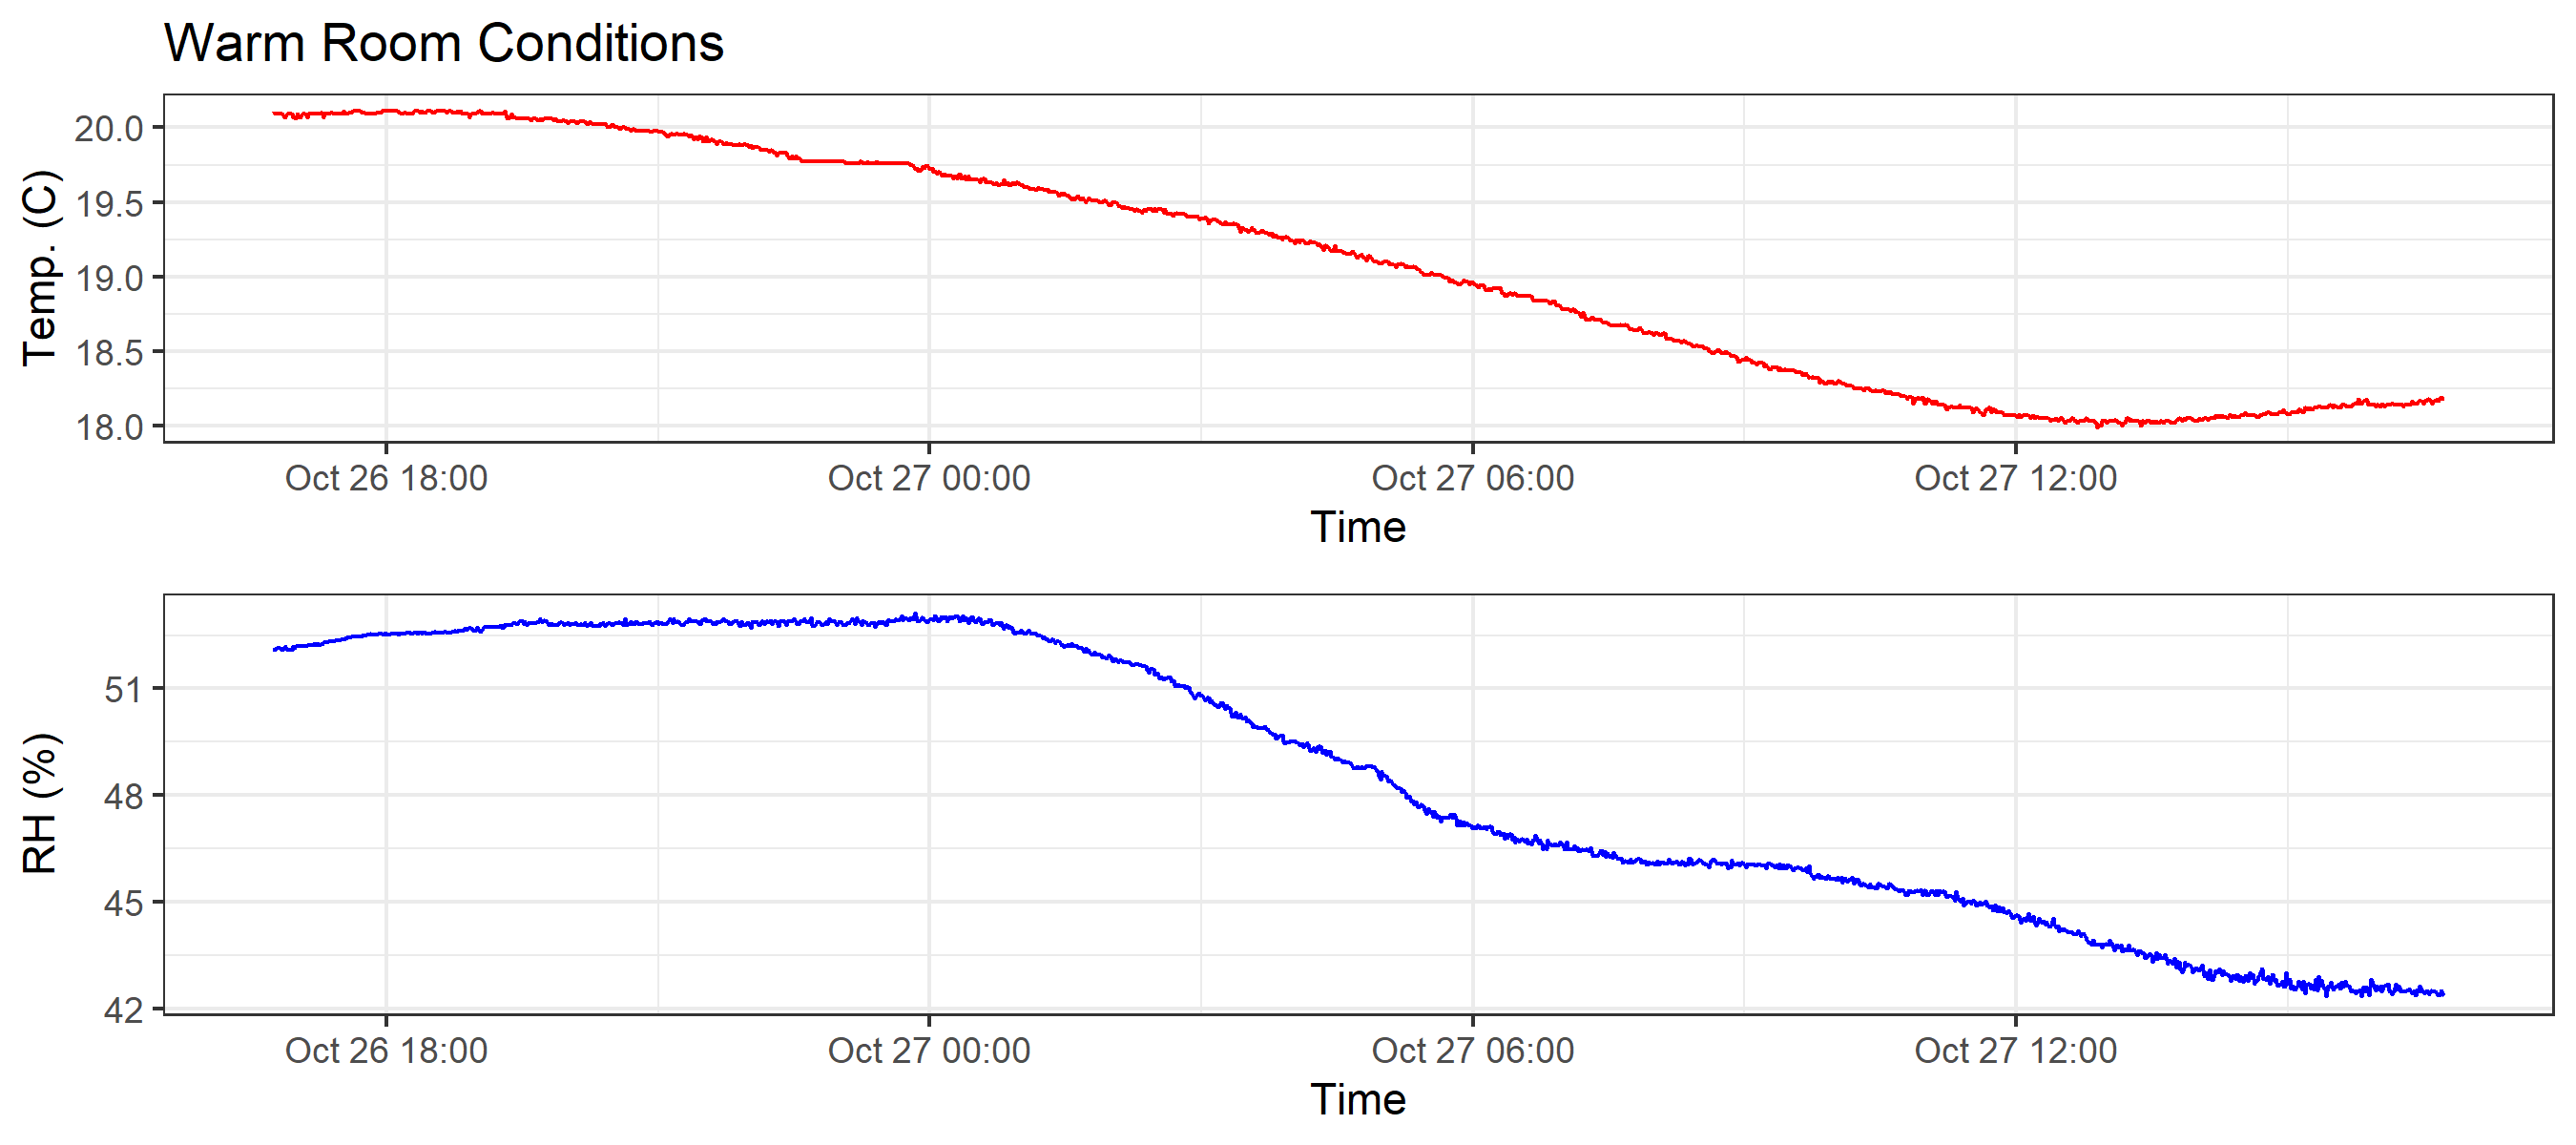 Warm Room Conditions
Temp. (C)
20.0
19.5
19.0
18.5
18.0
Oct 26 18:00 Oct 27 00:00 Oct 27 06:00 Oct 27 12:00
Time
RH (%)
51
48
45
42
Oct 26 18:00 Oct 27 00:00 Oct 27 06:00 Oct 27 12:00
Time